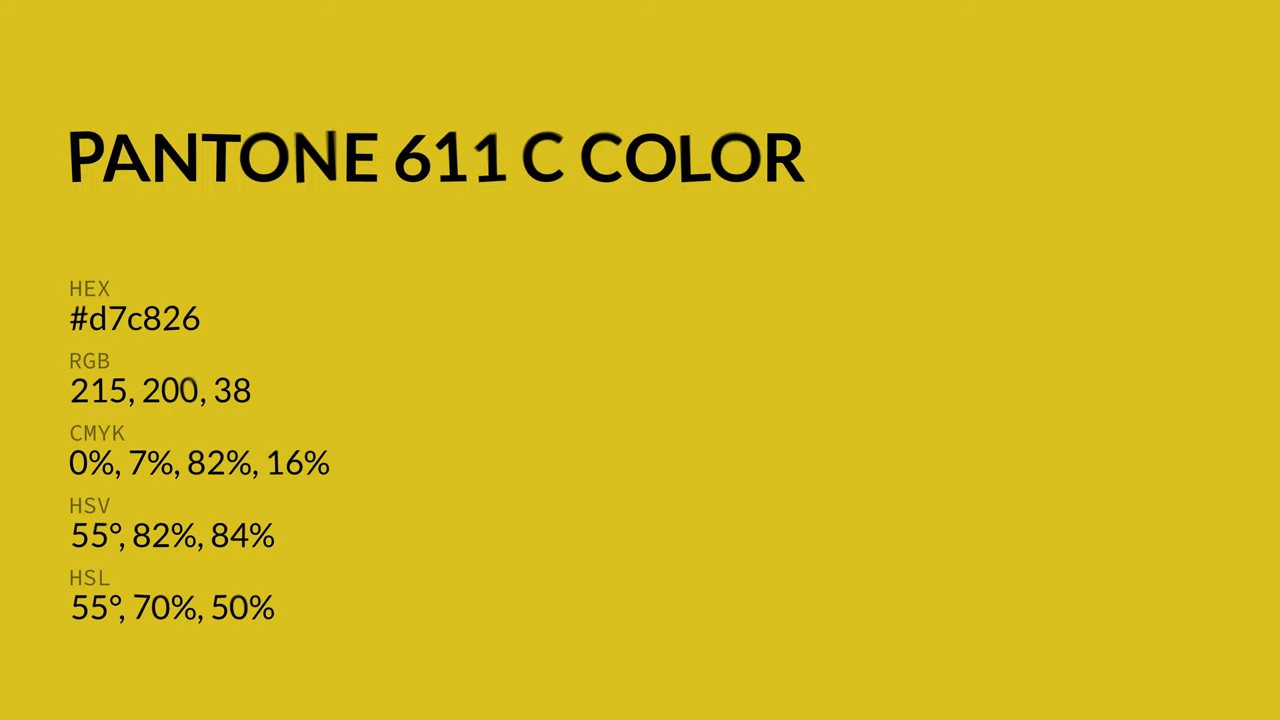 PANTONE 611 C COLOR
HEX
#d7c826
RGB
215, 200, 38
CMYK
0%, 7%, 82%, 16%
HSV
55°, 82%, 84%
HSL
55°, 70%, 50%